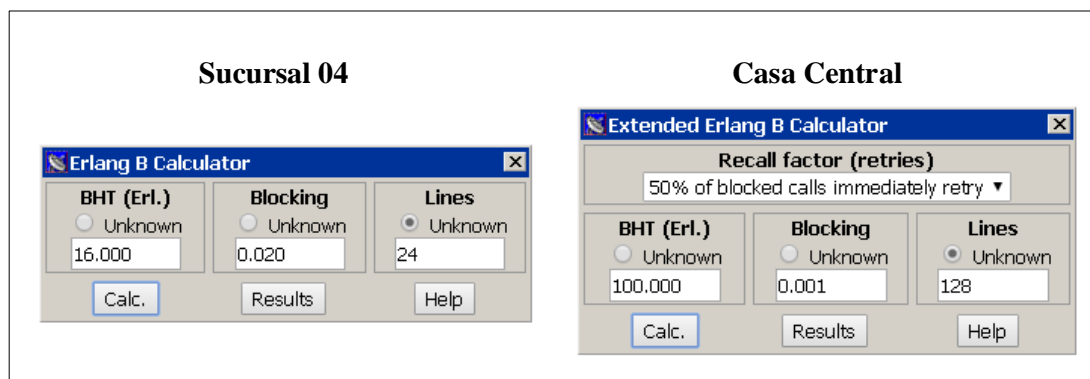 Sucursal 04
Erlang B Calculator
BHT (Erl.) Blocking Lines
Unknown Unknown Unknown
16.000 0.020 24
Calc. Results Help
Casa Central
Extended Erlang B Calculator
Recall factor (retries)
50% of blocked calls immediately retry
BHT (Erl.) Blocking Lines
Unknown Unknown Unknown
100.000 0.001 128
Calc. Results Help